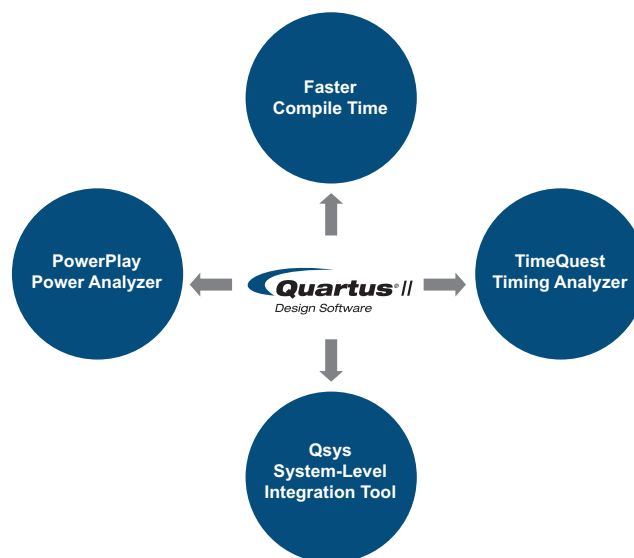 Faster
Compile Time
PowerPlay
Power Analyzer
Quartus® II
Design Software
TimeQuest
Timing Analyzer
Qsys
System-Level
Integration Tool